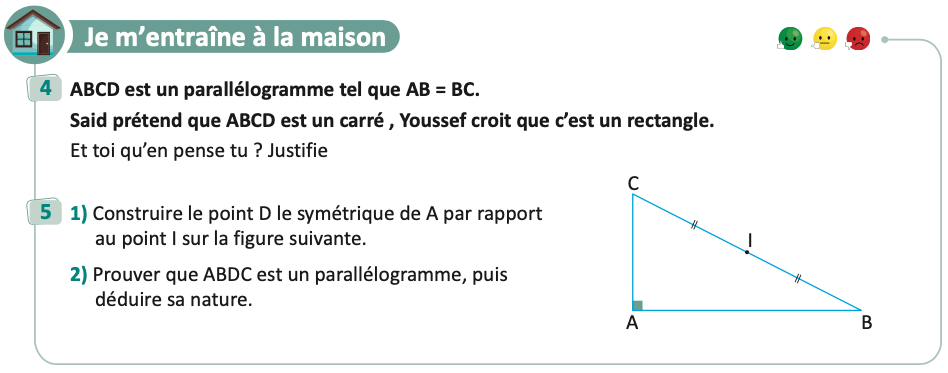 Je m’entraîne à la maison
4 ABCD est un parallélogramme tel que AB = BC.
Said prétend que ABCD est un carré , Youssef croit que c’est un rectangle.
Et toi qu’en pense tu ? Justifie
5 1) Construire le point D le symétrique de A par rapport
au point I sur la figure suivante.
2) Prouver que ABDC est un parallélogramme, puis
déduire sa nature.
C
I
A
B